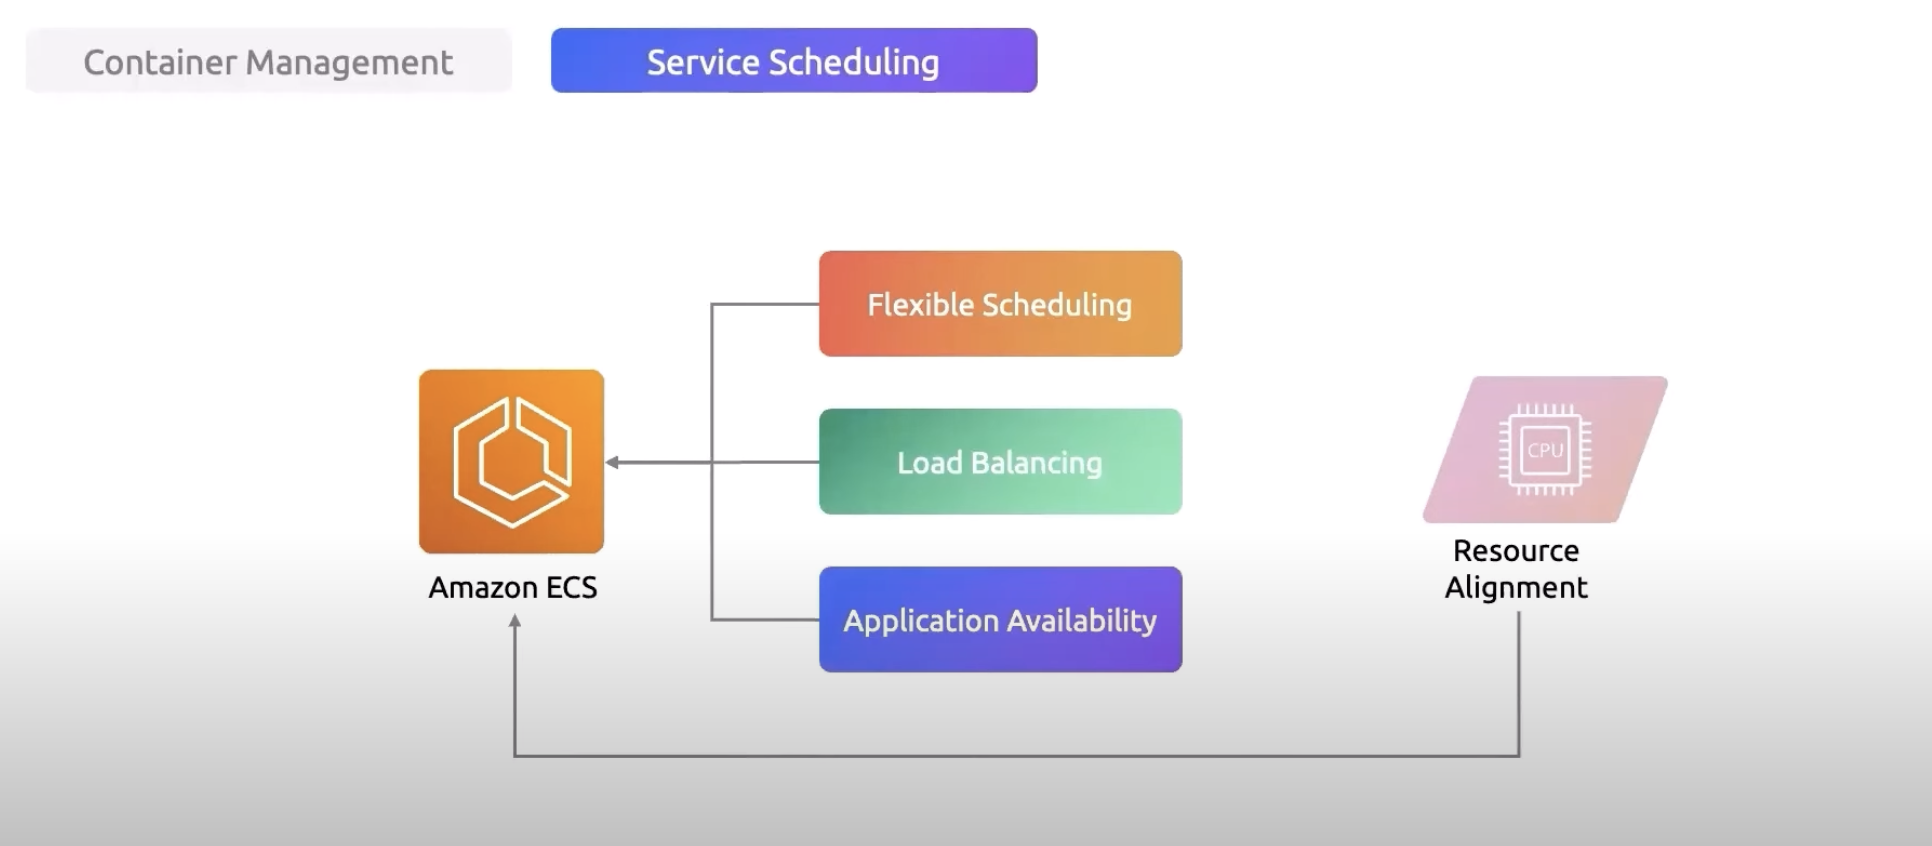 Container Management
Service Scheduling
Flexible Scheduling
Load Balancing
Application Availability
Amazon ECS
CPU
Resource
Alignment